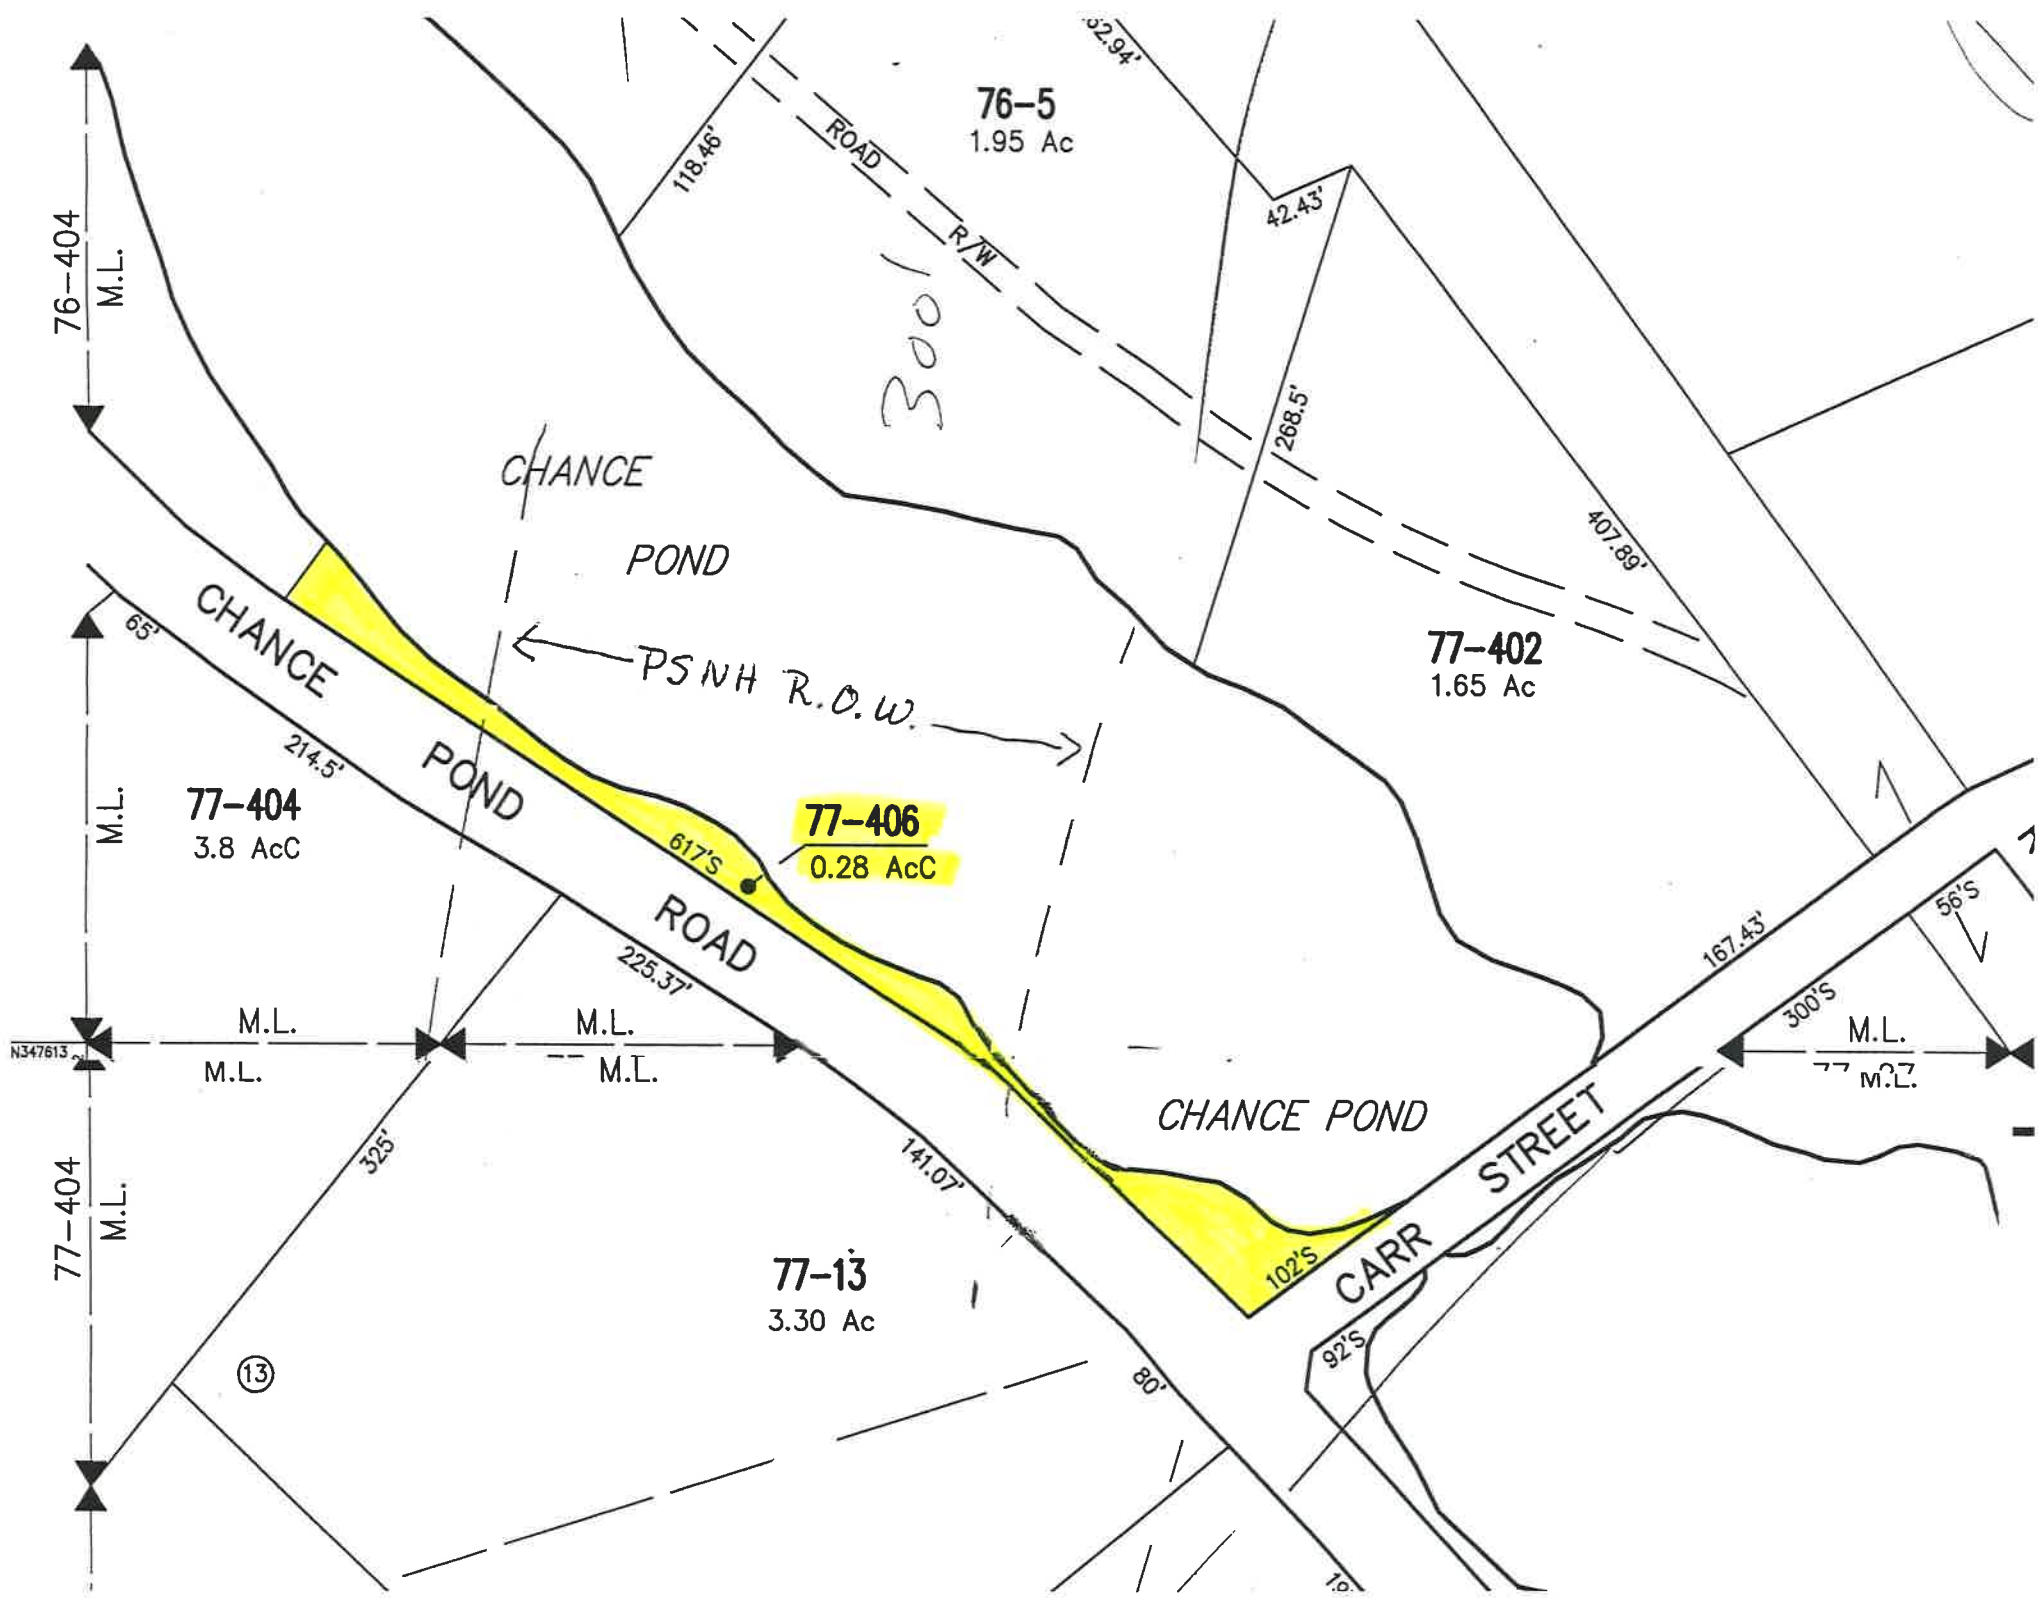 76-5
1.95 Ac
118.46'
ROAD
R/W
42.43'
76-404
M.L.
3001
268.5'
CHANCE
POND
407.89'
CHANCE
POND
ROAD
65'
PSNH R.O.W.
77-402
1.65 Ac
214.5'
M.L.
77-404
3.8 AcC
617'S
77-406
0.28 AcC
56'S
167.43'
225.37'
300'S
M.L.
M.L.
M.L.
N347613
M.L.
M.L.
M.L.
CHANCE POND
325'
141.07'
CARR STREET
77-404
M.L.
102'S
77-13
3.30 Ac
92'S
13
80'